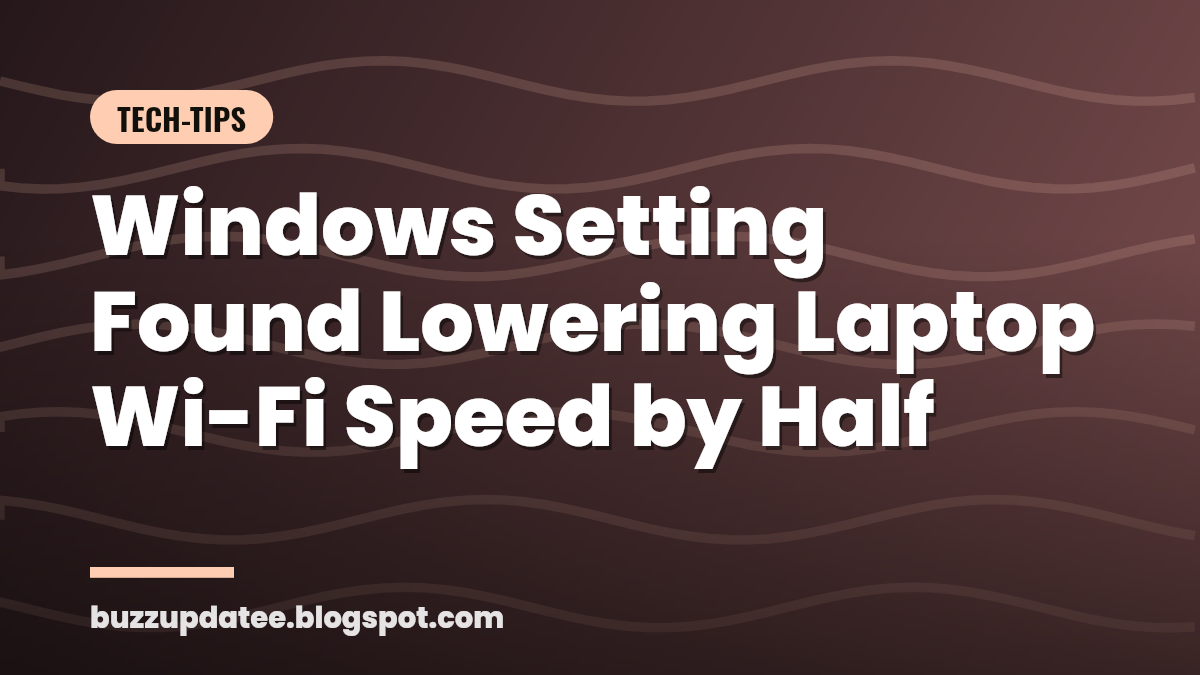 TECH-TIPS
Windows Setting
Found Lowering Laptop
Wi-Fi Speed by Half
buzzupdatee.blogspot.com